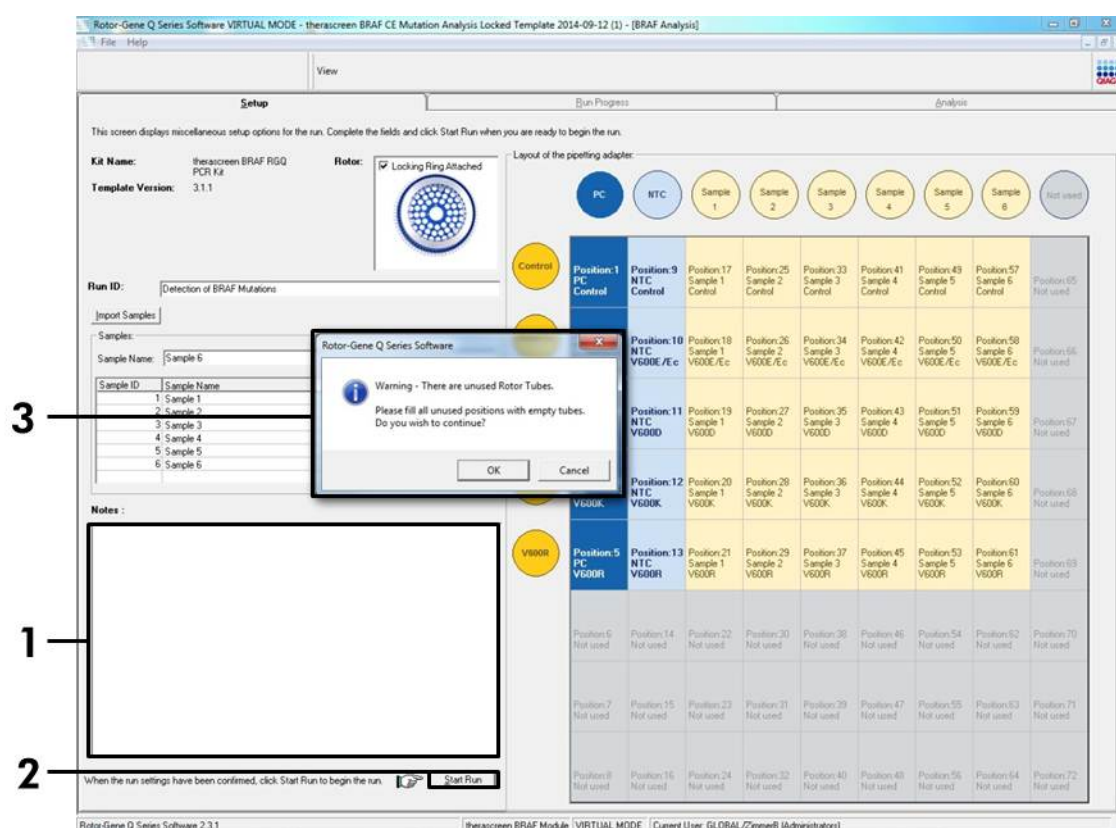 Rotor-Gene Q Series Software VIRTUAL MODE - therascreen BRAF CE Mutation Analysis Locked Template 2014-09-12 (1) - [BRAF Analysis]
File Help
View
QIAG
Setup
Run Progress
Analysis
This screen displays miscellaneous setup options for the run. Complete the fields and click Start Run when you are ready to begin the run.
Kit Name: therascreen BRAF RGQ
PCR Kit
Template Version: 3.1.1
Rotor:
Locking Ring Attached
Run ID: Detection of BRAF Mutations
Import Samples
Samples:
Sample Name: Sample 6
Sample ID Sample Name
1 Sample 1
2 Sample 2
3 Sample 3
4 Sample 4
5 Sample 5
6 Sample 6
Notes :
When the run settings have been confirmed, click Start Run to begin the run.
Start Run
3
1
2
Rotor-Gene Q Series Software
Warning - There are unused Rotor Tubes.
Please fill all unused positions with empty tubes.
Do you wish to continue?
OK Cancel
Layout of the pipetting adapter:
PC NTC Sample Sample Sample Sample Sample Sample Not used
1 2 3 4 5 6
Control
Position:1 Position:9 Position:17 Position:25 Position:33 Position:41 Position:49 Position:57 Position:65
PC NTC Sample 1 Sample 2 Sample 3 Sample 4 Sample 5 Sample 6 Not used
Control Control Control Control Control Control Control Control
Position:10 Position:18 Position:26 Position:34 Position:42 Position:50 Position:58 Position:66
NTC Sample 1 Sample 2 Sample 3 Sample 4 Sample 5 Sample 6 Not used
V600E/Ec V600E/Ec V600E/Ec V600E/Ec V600E/Ec V600E/Ec V600E/Ec
Position:11 Position:19 Position:27 Position:35 Position:43 Position:51 Position:59 Position:67
NTC Sample 1 Sample 2 Sample 3 Sample 4 Sample 5 Sample 6 Not used
V600D V600D V600D V600D V600D V600D V600D
Position:12 Position:20 Position:28 Position:36 Position:44 Position:52 Position:60 Position:68
NTC Sample 1 Sample 2 Sample 3 Sample 4 Sample 5 Sample 6 Not used
V600K V600K V600K V600K V600K V600K V600K V600K
V600R
Position:5 Position:13 Position:21 Position:29 Position:37 Position:45 Position:53 Position:61 Position:69
PC NTC Sample 1 Sample 2 Sample 3 Sample 4 Sample 5 Sample 6 Not used
V600R V600R V600R V600R V600R V600R V600R V600R
Position:6 Position:14 Position:22 Position:30 Position:38 Position:46 Position:54 Position:62 Position:70
Not used Not used Not used Not used Not used Not used Not used Not used Not used
Position:7 Position:15 Position:23 Position:31 Position:39 Position:47 Position:55 Position:63 Position:71
Not used Not used Not used Not used Not used Not used Not used Not used Not used
Position:8 Position:16 Position:24 Position:32 Position:40 Position:48 Position:56 Position:64 Position:72
Not used Not used Not used Not used Not used Not used Not used Not used Not used
Rotor-Gene Q Series Software 2.3.1 therascreen BRAF Module VIRTUAL MODE Current User: GLOBAL/ZimmerB (Administrators)